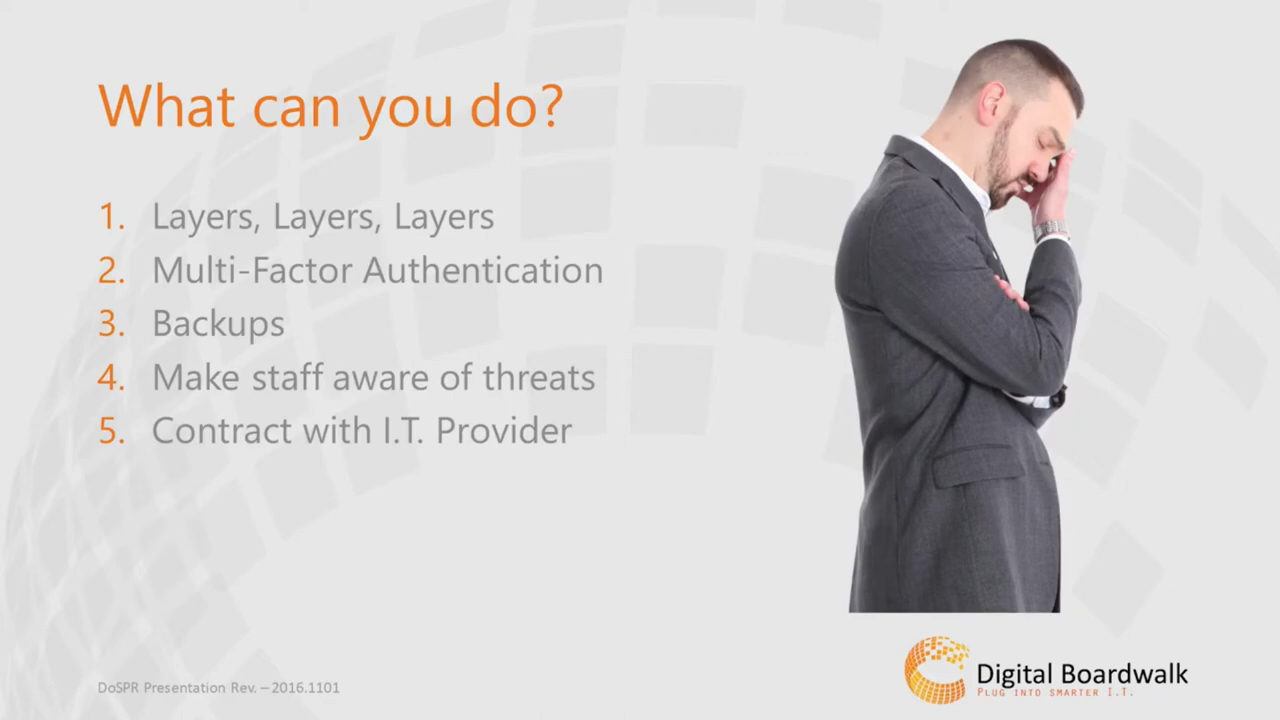 What can you do?
1. Layers, Layers, Layers
2. Multi-Factor Authentication
3. Backups
4. Make staff aware of threats
5. Contract with I.T. Provider
DoSPR Presentation Rev. – 2016.1101
Digital Boardwalk
PLUG INTO SMARTER I.T.